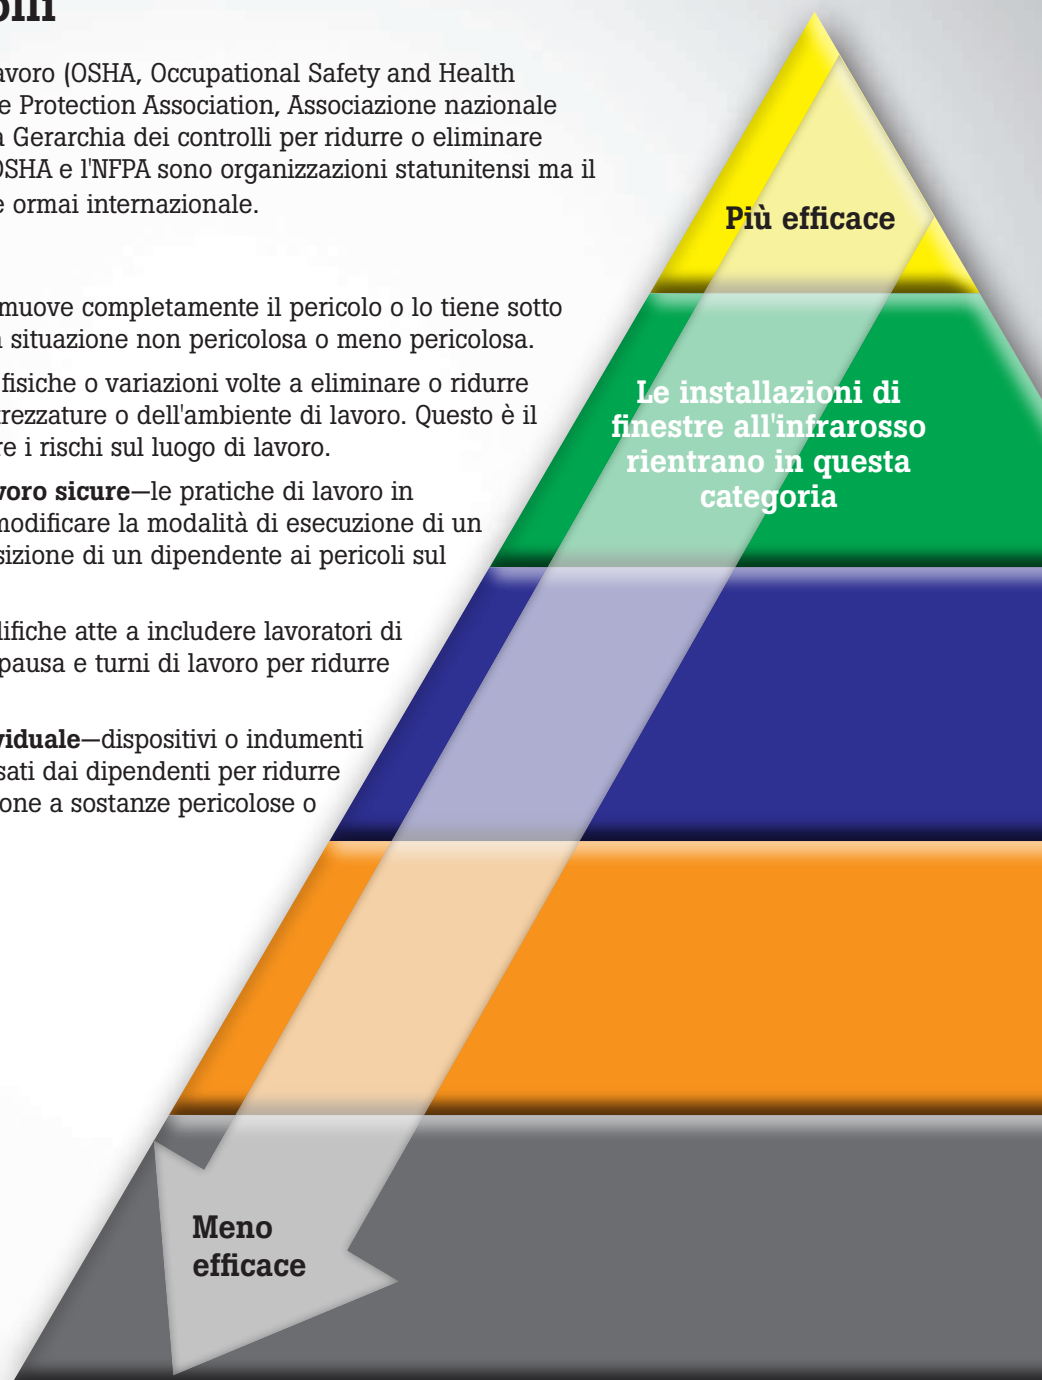 olli
avoro (OSHA, Occupational Safety and Health
e Protection Association, Associazione nazionale
a Gerarchia dei controlli per ridurre o eliminare
OSHA e l'NFPA sono organizzazioni statunitensi ma il
e ormai internazionale.
muove completamente il pericolo o lo tiene sotto
a situazione non pericolosa o meno pericolosa.
fisiche o variazioni volte a eliminare o ridurre
trezzature o dell'ambiente di lavoro. Questo è il
re i rischi sul luogo di lavoro.
voro sicure—le pratiche di lavoro in
modificare la modalità di esecuzione di un
sizione di un dipendente ai pericoli sul
difiche atte a includere lavoratori di
pausa e turni di lavoro per ridurre
viduale—dispositivi o indumenti
sati dai dipendenti per ridurre
one a sostanze pericolose o
Più efficace
Le installazioni di
finestre all'infrarosso
rientrano in questa
categoria
Meno
efficace